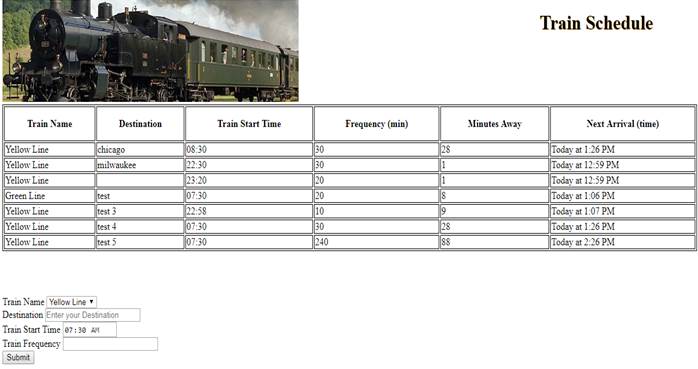 Train Schedule
Train Name Destination Train Start Time Frequency (min) Minutes Away Next Arrival (time)
Yellow Line chicago 08:30 30 28 Today at 1:26 PM
Yellow Line milwaukee 22:30 30 1 Today at 12:59 PM
Yellow Line 23:20 20 1 Today at 12:59 PM
Green Line test 07:30 20 8 Today at 1:06 PM
Yellow Line test 3 22:58 10 9 Today at 1:07 PM
Yellow Line test 4 07:30 30 28 Today at 1:26 PM
Yellow Line test 5 07:30 240 88 Today at 2:26 PM
Train Name Yellow Line
Destination Enter your Destination
Train Start Time 07:30 AM
Train Frequency
Submit